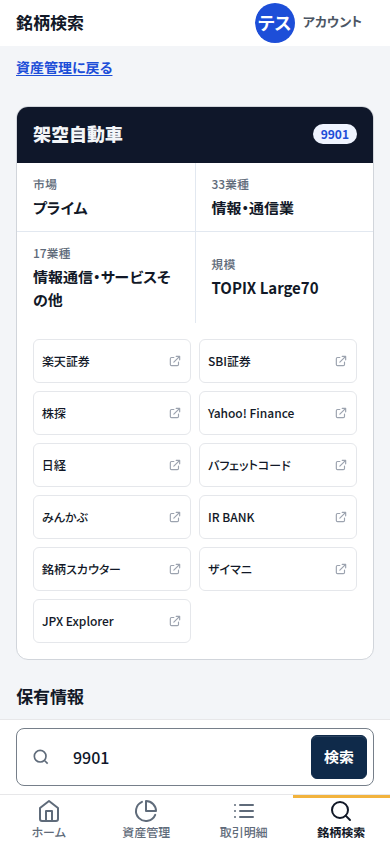 銘柄検索
テス アカウント
資産管理に戻る
架空自動車 9901
市場 33業種
プライム 情報・通信業
17業種 規模
情報通信・サービスそ
の他
TOPIX Large70
楽天証券 SBI証券
株探 Yahoo! Finance
日経 バフェットコード
みんかぶ IR BANK
銘柄スカウター ザイマニ
JPX Explorer
保有情報
9901 検索
ホーム 資産管理 取引明細 銘柄検索